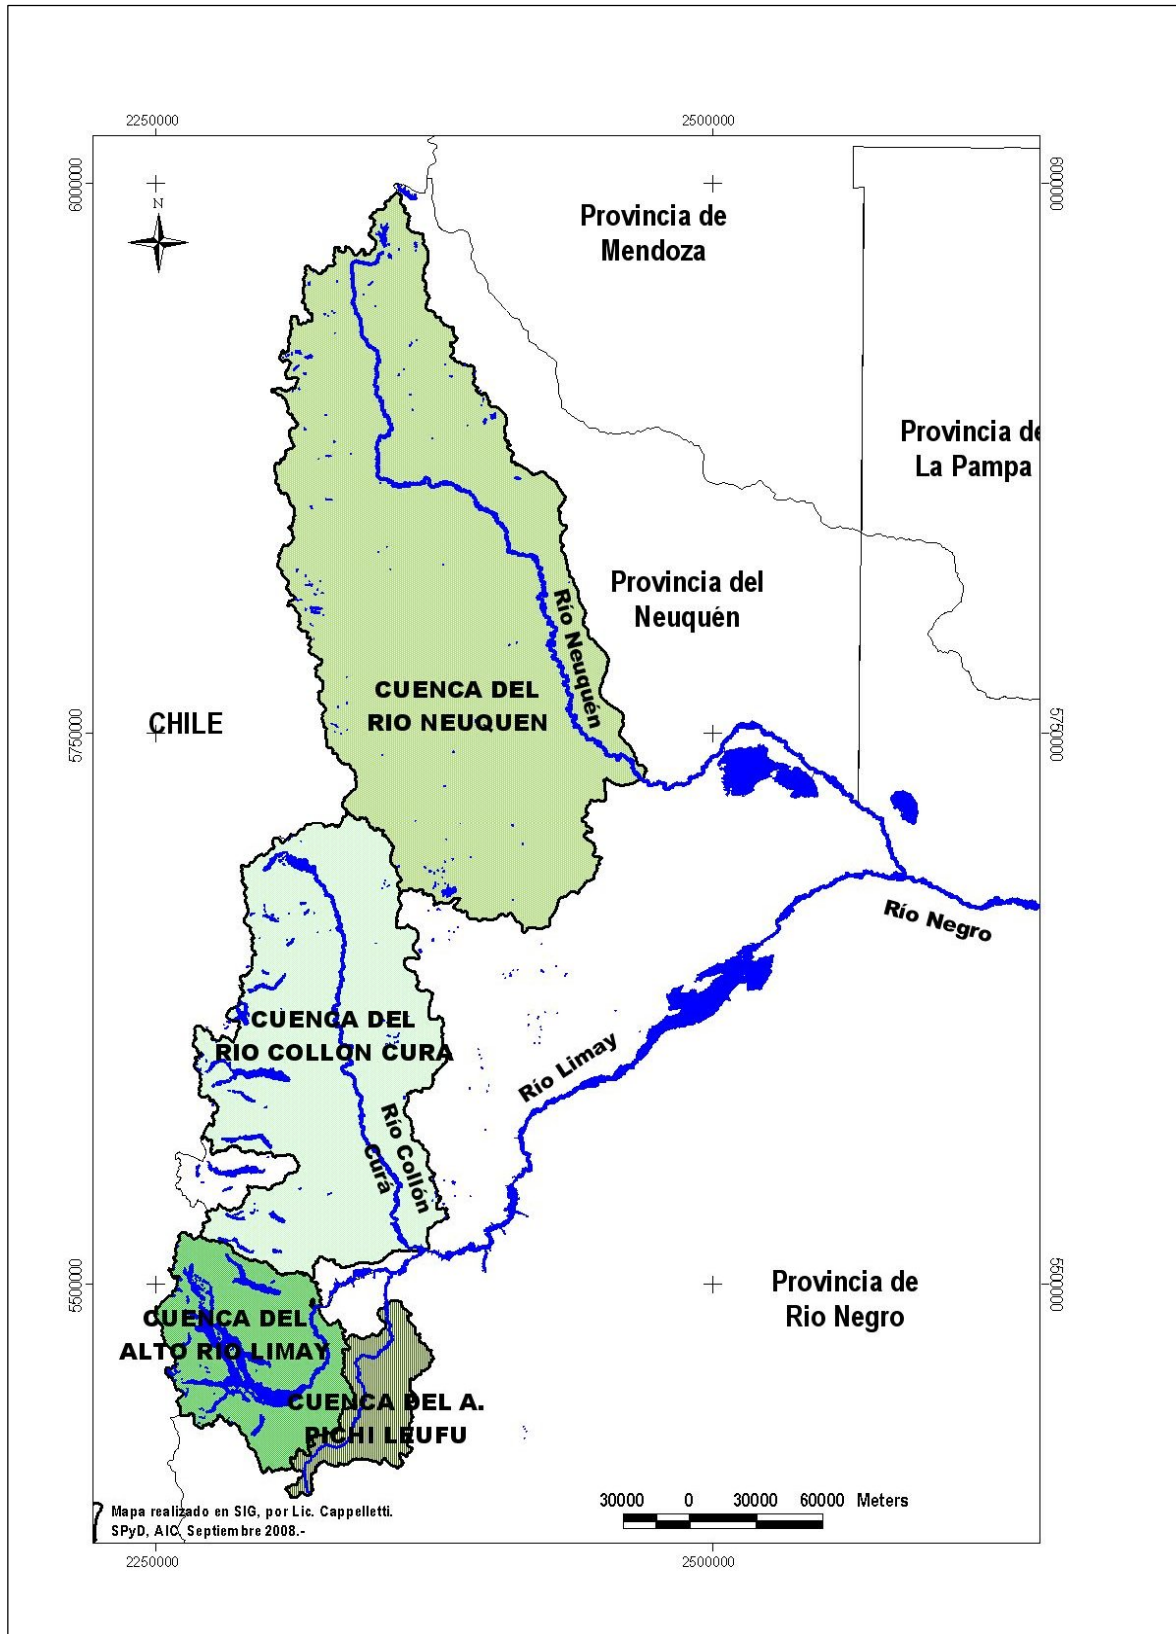 2250000
2500000
6000000
6000000
N
Provincia de
Mendoza
Provincia de
La Pampa
Provincia del
Neuquén
Río Neuquén
CUENCA DEL
RIO NEUQUEN
CHILE
5750000
5750000
Río Negro
CUENCA DEL
RIO COLLON CURA
Río Limay
Río Collón
Curá
5500000
5500000
Provincia de
Rio Negro
CUENCA DEL
ALTO RIO LIMAY
CUENCA DEL A.
PICHI LEUFU
30000 0 30000 60000 Meters
Mapa realizado en SIG, por Lic. Cappelletti.
SPyD, AIC, Septiembre 2008.-
2250000
2500000